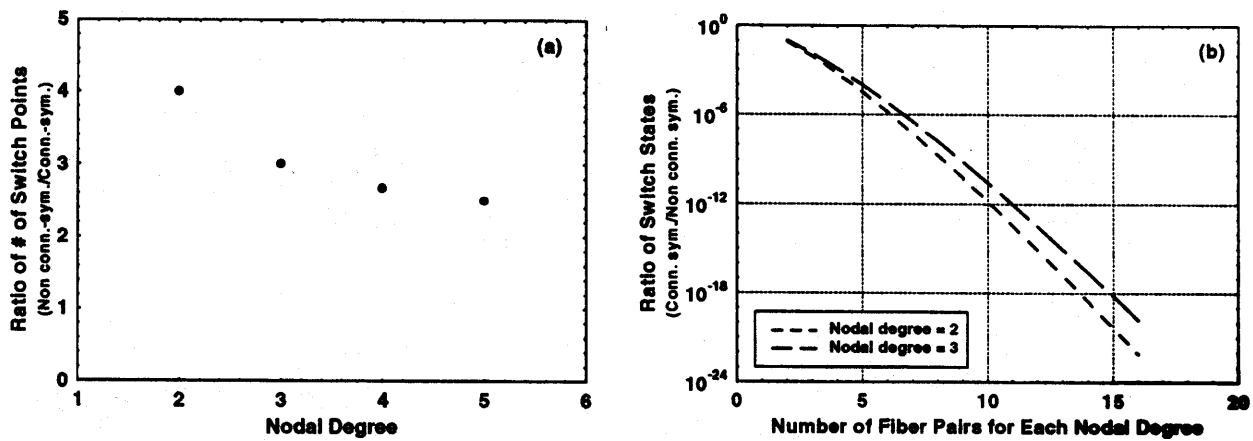 (a)
5
4
3
2
1
0
1 2 3 4 5 6
Nodal Degree
Ratio of # of Switch Points
(Non conn.-sym./Conn.-sym.)
(b)
10^0
10^-6
10^-12
10^-18
10^-24
0 5 10 15 20
Number of Fiber Pairs for Each Nodal Degree
Ratio of Switch States
(Conn. sym./Non conn. sym.)
Nodal degree = 2
Nodal degree = 3